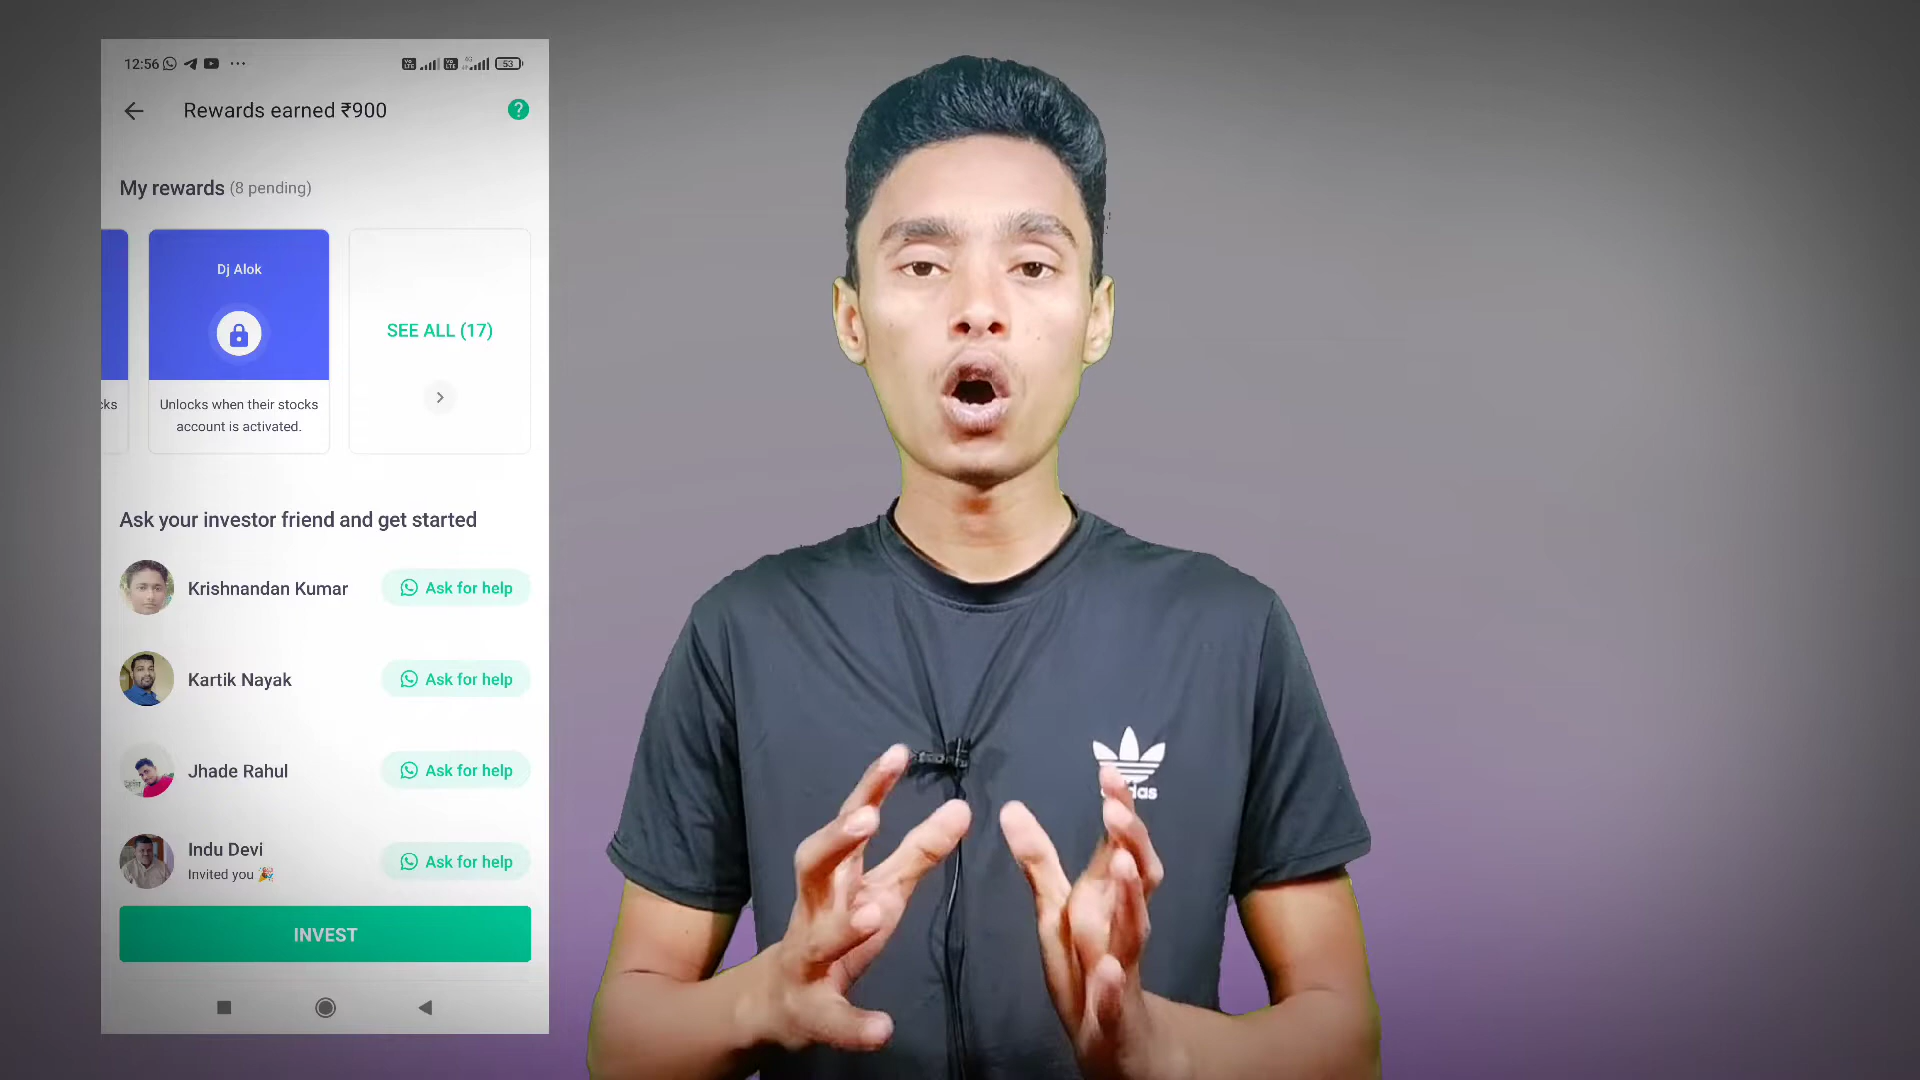 12:56
53
Rewards earned ₹900
?
My rewards (8 pending)
Dj Alok
SEE ALL (17)
cks
Unlocks when their stocks
account is activated.
Ask your investor friend and get started
Krishnandan Kumar
Ask for help
Kartik Nayak
Ask for help
Jhade Rahul
Ask for help
Indu Devi
Invited you 🎉
Ask for help
INVEST